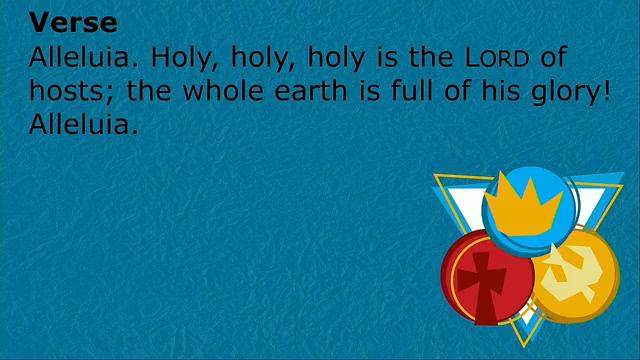 Verse
Alleluia. Holy, holy, holy is the LORD of
hosts; the whole earth is full of his glory!
Alleluia.